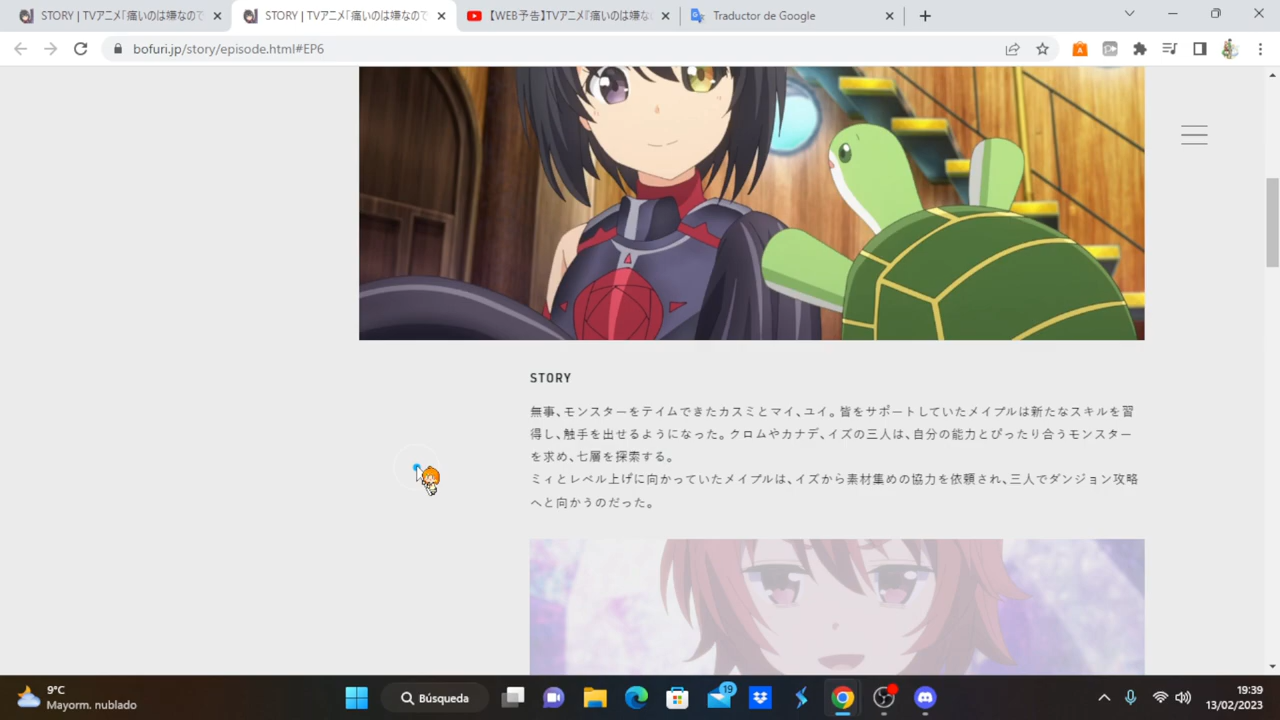 STORY | TVアニメ「痛いのは嫌なので
STORY | TVアニメ「痛いのは嫌なので
【WEB予告】TVアニメ『痛いのは嫌な
Traductor de Google
bofuri.jp/story/episode.html#EP6
STORY
無事、モンスターをテイムできたカスミとマイ、ユイ。皆をサポートしていたメイプルは新たなスキルを習
得し、触手を出せるようになった。クロムやカナデ、イズの三人は、自分の能力とぴったり合うモンスター
を求め、七層を探索する。
ミィとレベル上げに向かっていたメイプルは、イズから素材集めの協力を依頼され、三人でダンジョン攻略
へと向かうのだった。
9°C
Mayorm. nublado
Búsqueda
19
19:39
13/02/2023